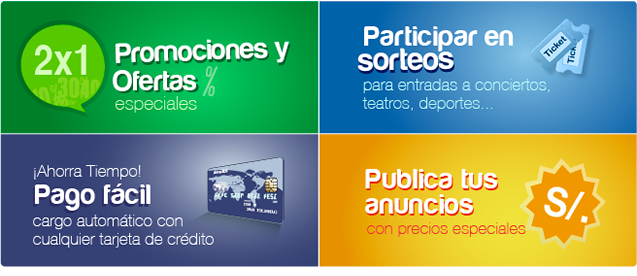 2x1
Promociones y
Ofertas %
especiales
Participar en
sorteos
para entradas a conciertos,
teatros, deportes...
Ticket
Ticket
¡Ahorra Tiempo!
Pago fácil
cargo automático con
cualquier tarjeta de crédito
Publica tus
anuncios
con precios especiales
S/.